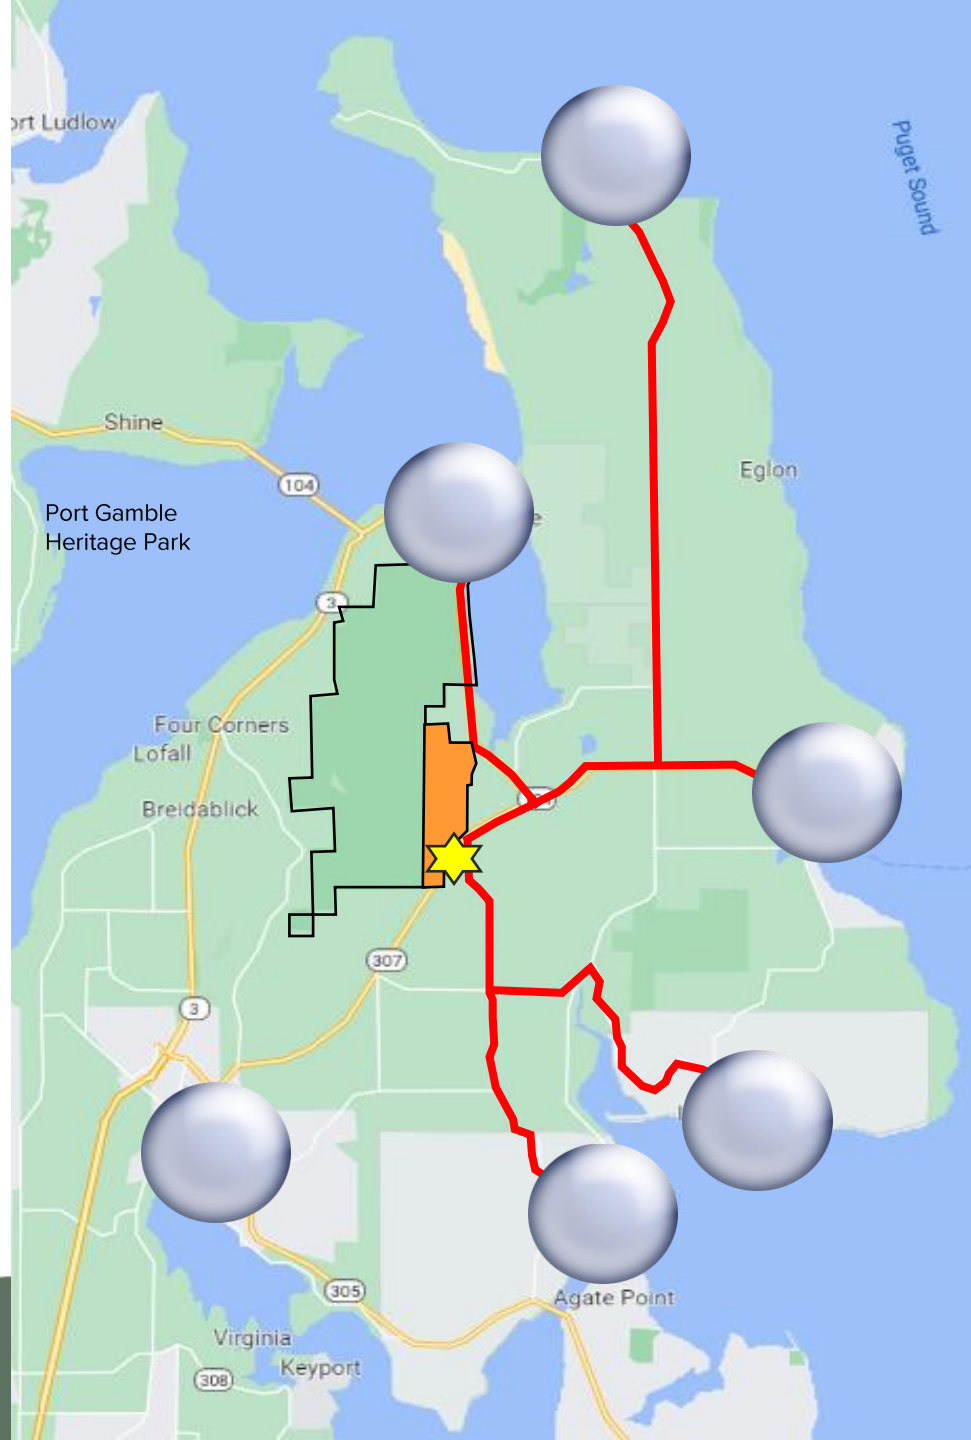 ort Ludlow
Puget Sound
Shine
104
Eglon
Port Gamble
Heritage Park
e
3
Four Corners
Lofall
Breidablick
307
3
305
Agate Point
Virginia
Keyport
308